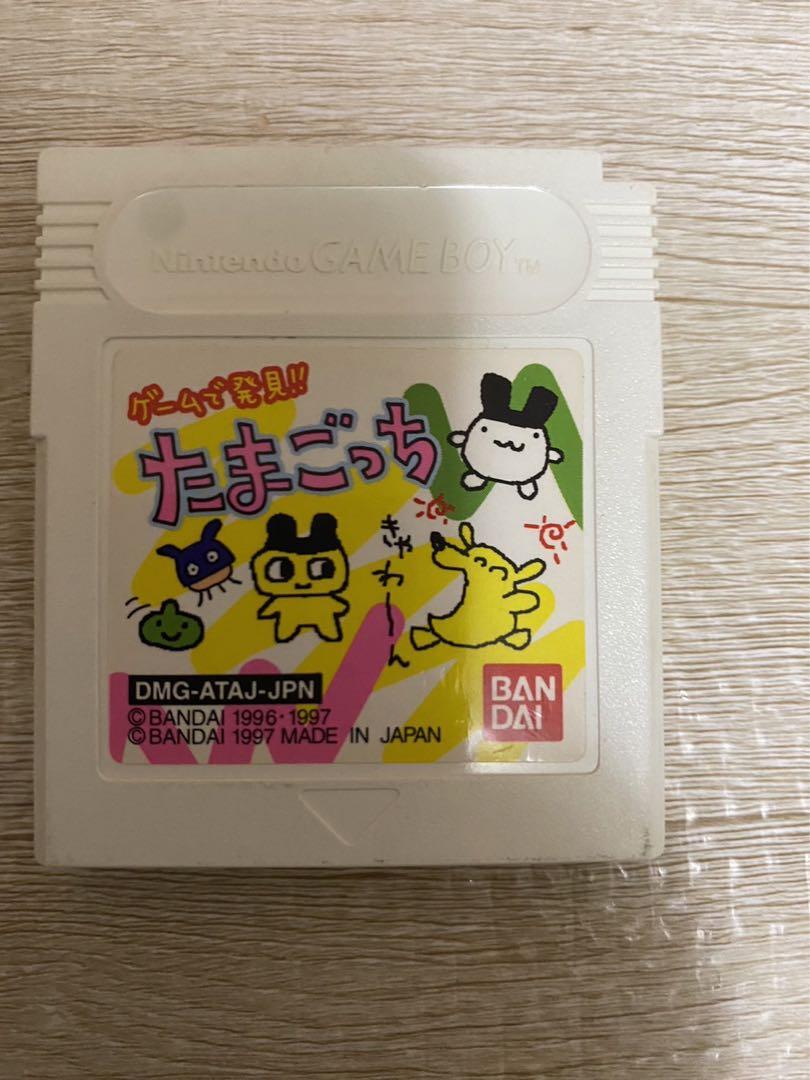 Nintendo GAME BOY™
ゲームで発見!!
たまごっち
きゃわーん
DMG-ATAJ-JPN
©BANDAI 1996・1997
©BANDAI 1997 MADE IN JAPAN
BAN
DAI